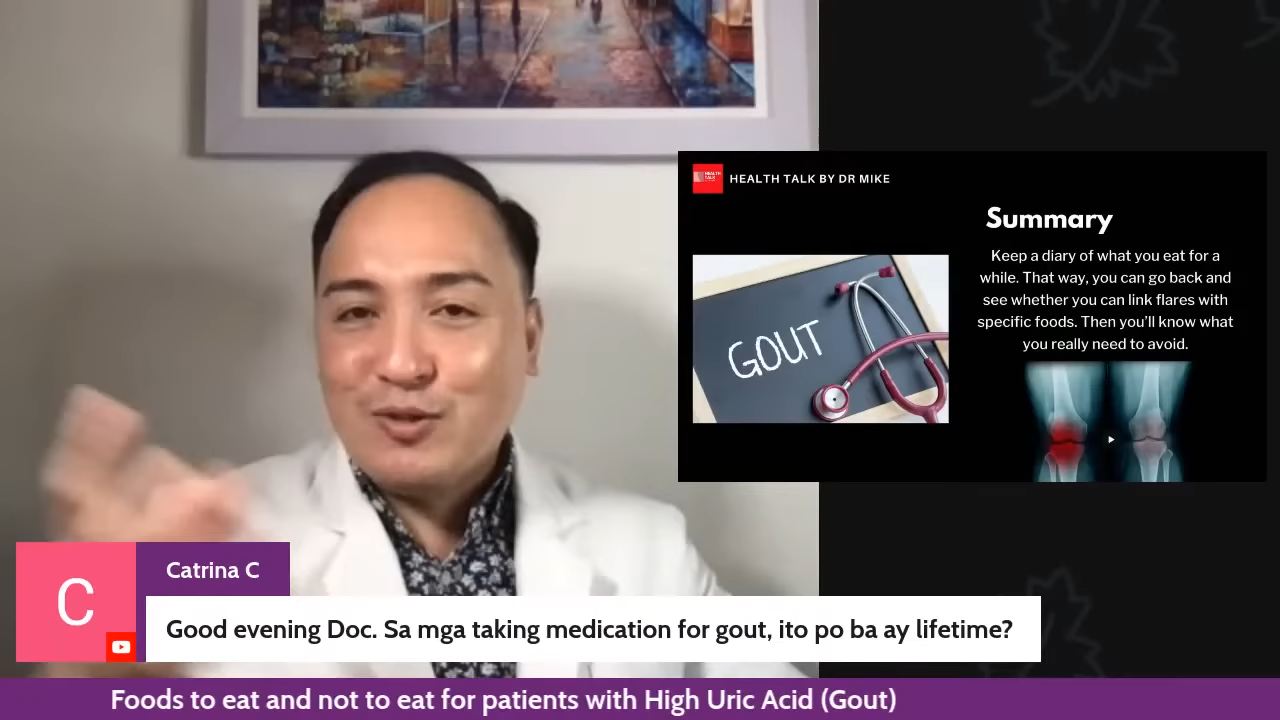 HEALTH TALK BY DR MIKE
Summary
Keep a diary of what you eat for a
while. That way, you can go back and
see whether you can link flares with
specific foods. Then you'll know what
you really need to avoid.
GOUT
C
Catrina C
Good evening Doc. Sa mga taking medication for gout, ito po ba ay lifetime?
Foods to eat and not to eat for patients with High Uric Acid (Gout)